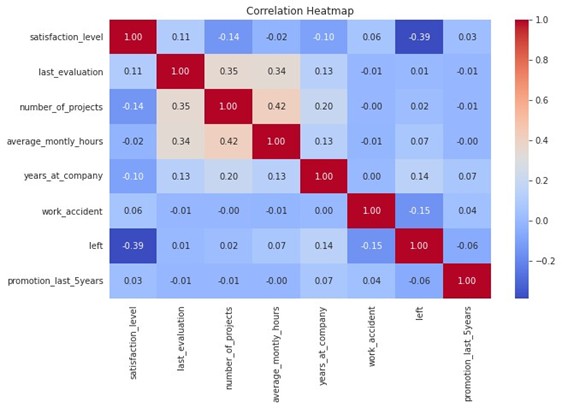 Correlation Heatmap
satisfaction_level 1.00 0.11 -0.14 -0.02 -0.10 0.06 -0.39 0.03
last_evaluation 0.11 1.00 0.35 0.34 0.13 -0.01 0.01 -0.01
number_of_projects -0.14 0.35 1.00 0.42 0.20 -0.00 0.02 -0.01
average_montly_hours -0.02 0.34 0.42 1.00 0.13 -0.01 0.07 -0.00
years_at_company -0.10 0.13 0.20 0.13 1.00 0.00 0.14 0.07
work_accident 0.06 -0.01 -0.00 -0.01 0.00 1.00 -0.15 0.04
left -0.39 0.01 0.02 0.07 0.14 -0.15 1.00 -0.06
promotion_last_5years 0.03 -0.01 -0.01 -0.00 0.07 0.04 -0.06 1.00
satisfaction_level
last_evaluation
number_of_projects
average_montly_hours
years_at_company
work_accident
left
promotion_last_5years
1.0
0.8
0.6
0.4
0.2
0.0
−0.2